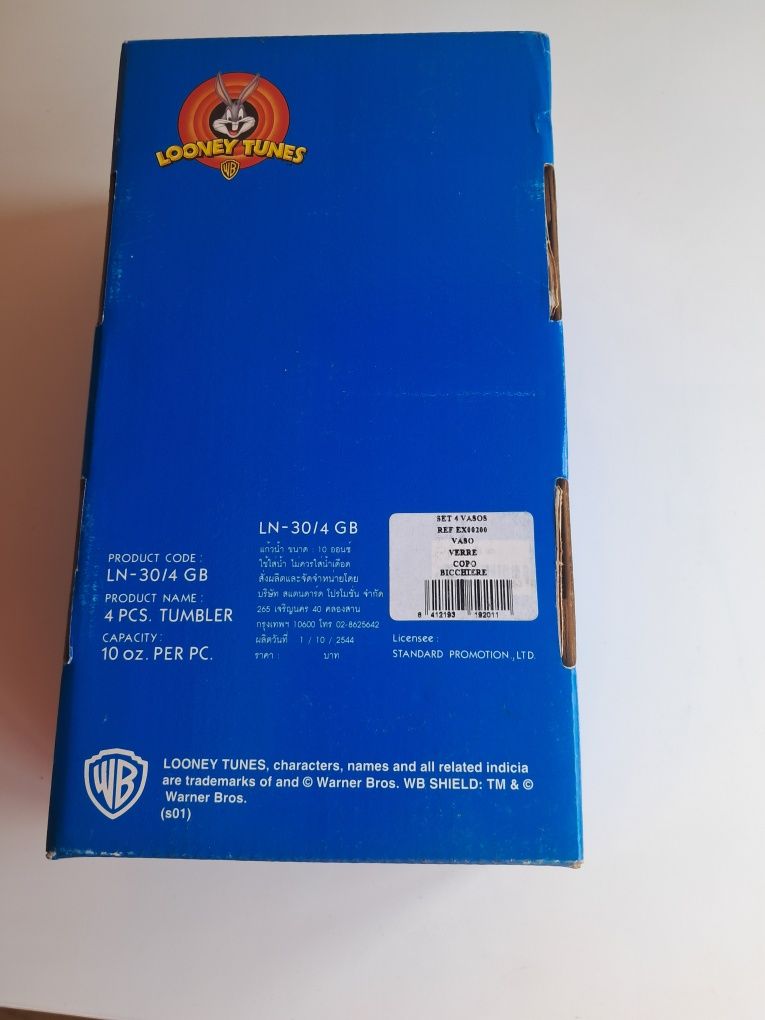 LOONEY TUNES
WB
PRODUCT CODE :
LN-30/4 GB
PRODUCT NAME :
4 PCS. TUMBLER
CAPACITY :
10 oz. PER PC.
LN-30/4 GB
แก้วน้ำ ขนาด : 10 ออนซ์
ใช้ใส่น้ำ ไม่ควรใส่น้ำเดือด
สั่งผลิตและจัดจำหน่ายโดย
บริษัท สแตนดาร์ด โปรโมชั่น จำกัด
265 เจริญนคร 40 คลองสาน
กรุงเทพฯ 10600 โทร 02-8625642
ผลิตวันที่ 1 / 10 / 2544
ราคา : บาท
SET 4 VASOS
REF EX00200
VASO
VERRE
COPO
BICCHIERE
8 412193 192011
Licensee :
STANDARD PROMOTION.,LTD.
WB
LOONEY TUNES, characters, names and all related indicia
are trademarks of and © Warner Bros. WB SHIELD: TM & ©
Warner Bros.
(s01)